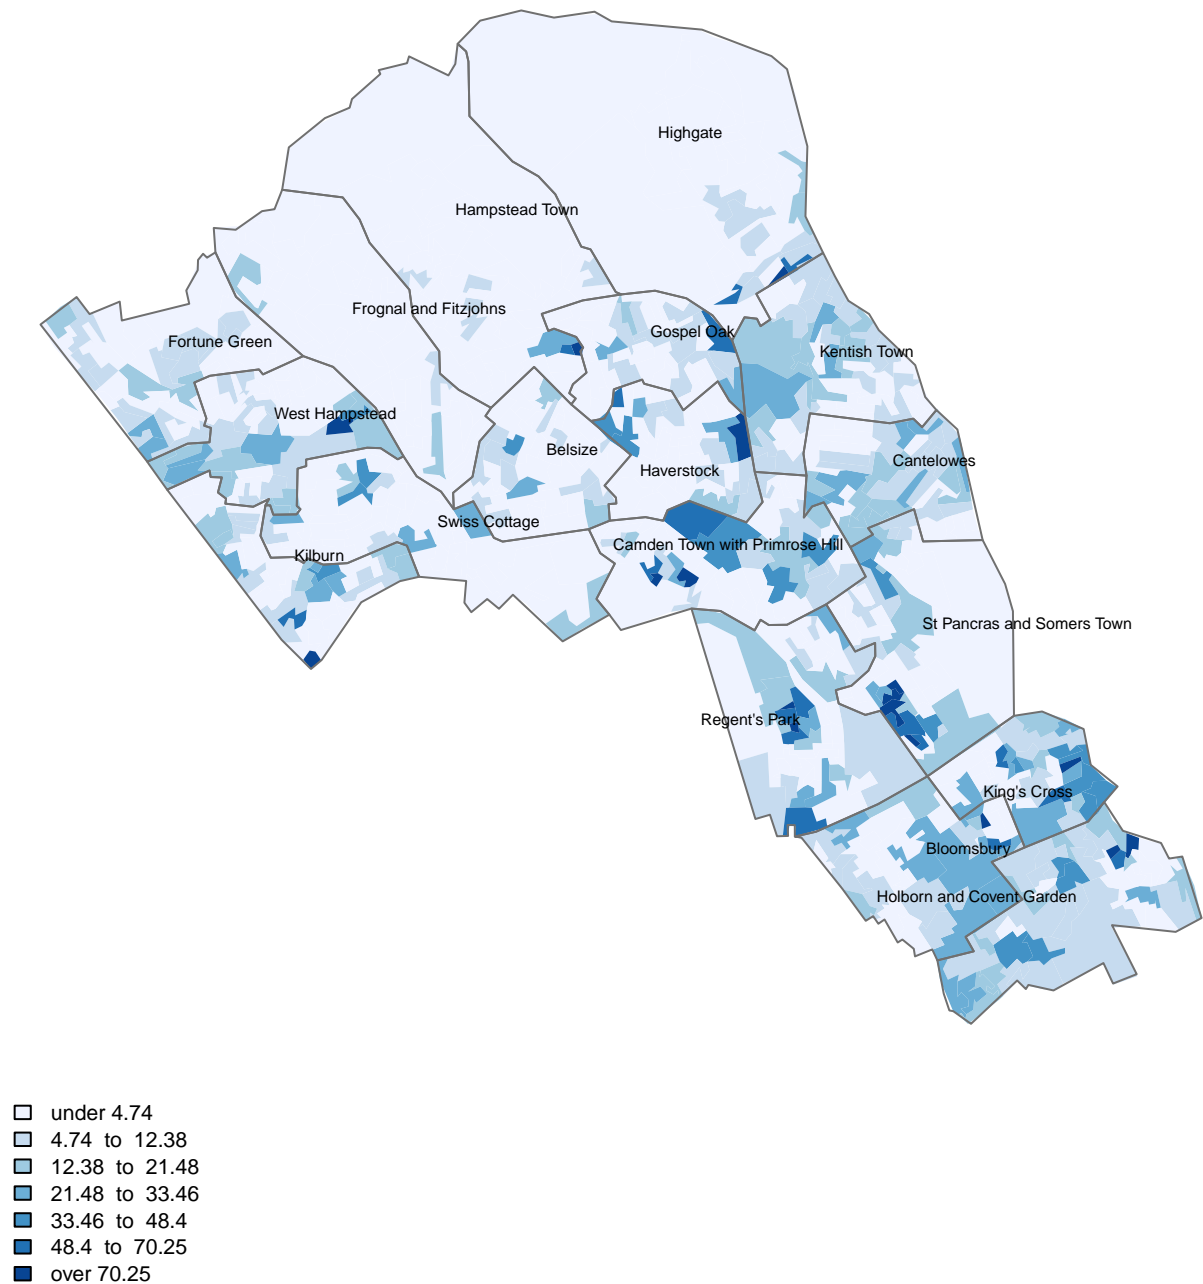 Highgate
Hampstead Town
Frognal and Fitzjohns
Gospel Oak
Fortune Green
Kentish Town
West Hampstead
Belsize
Cantelowes
Haverstock
Swiss Cottage
Camden Town with Primrose Hill
Kilburn
St Pancras and Somers Town
Regent's Park
King's Cross
Bloomsbury
Holborn and Covent Garden
under 4.74
4.74 to 12.38
12.38 to 21.48
21.48 to 33.46
33.46 to 48.4
48.4 to 70.25
over 70.25